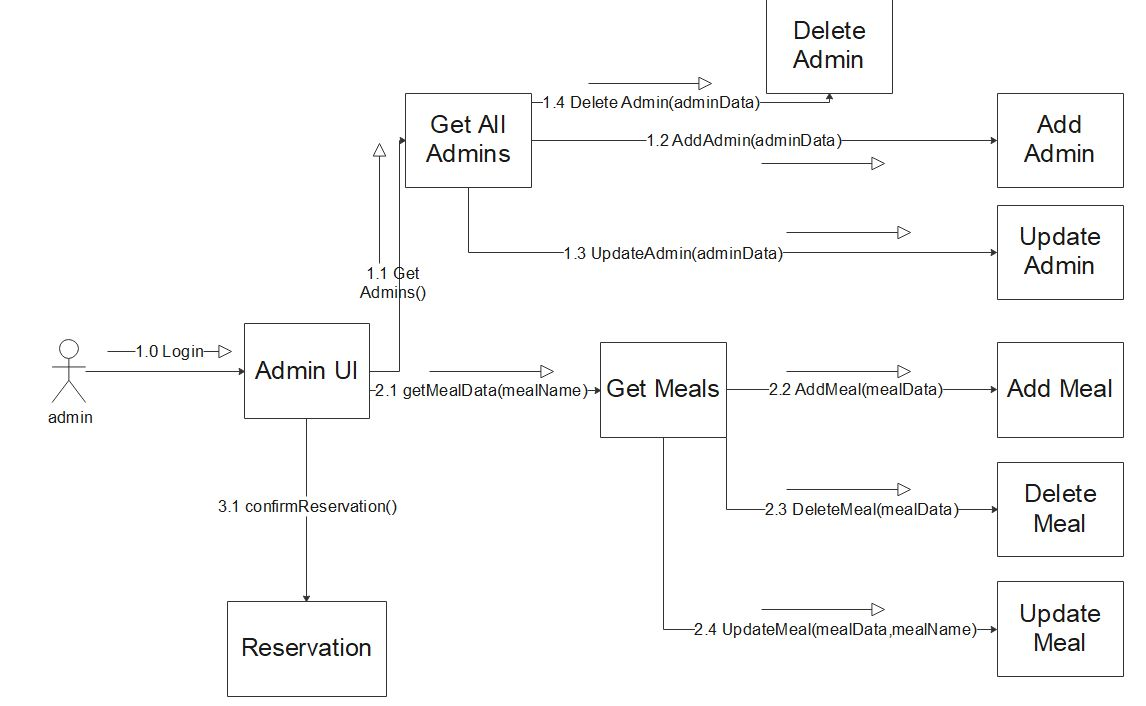 Delete
Admin
1.4 Delete Admin(adminData)
Get All
Admins
1.2 AddAdmin(adminData)
Add
Admin
1.3 UpdateAdmin(adminData)
Update
Admin
1.1 Get
Admins()
1.0 Login
admin
Admin UI
2.1 getMealData(mealName)
Get Meals
2.2 AddMeal(mealData)
Add Meal
2.3 DeleteMeal(mealData)
Delete
Meal
3.1 confirmReservation()
2.4 UpdateMeal(mealData,mealName)
Update
Meal
Reservation